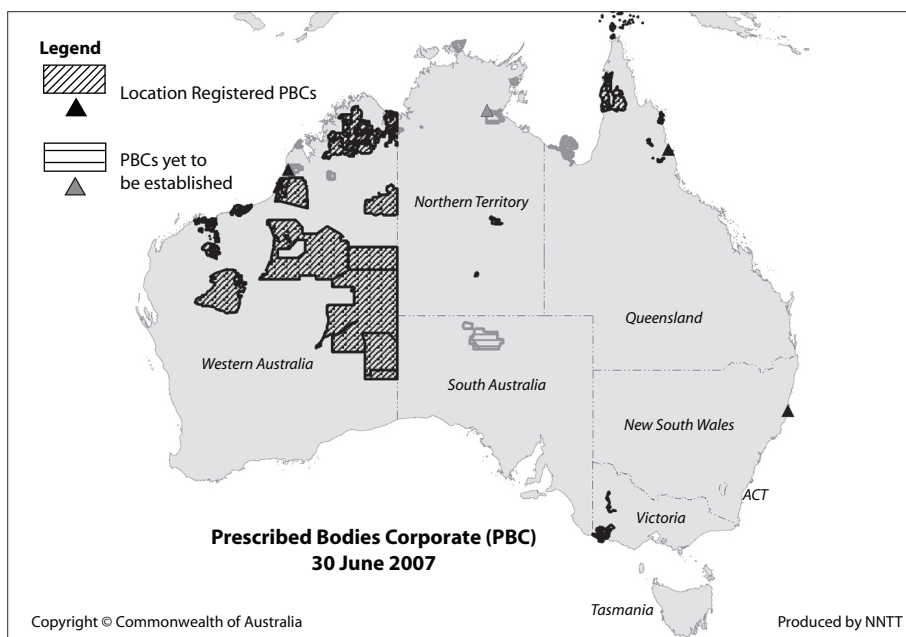 Legend
Location Registered PBCs
PBCs yet to
be established
Northern Territory
Queensland
Western Australia
South Australia
New South Wales
ACT
Victoria
Prescribed Bodies Corporate (PBC)
30 June 2007
Tasmania
Copyright © Commonwealth of Australia
Produced by NNTT